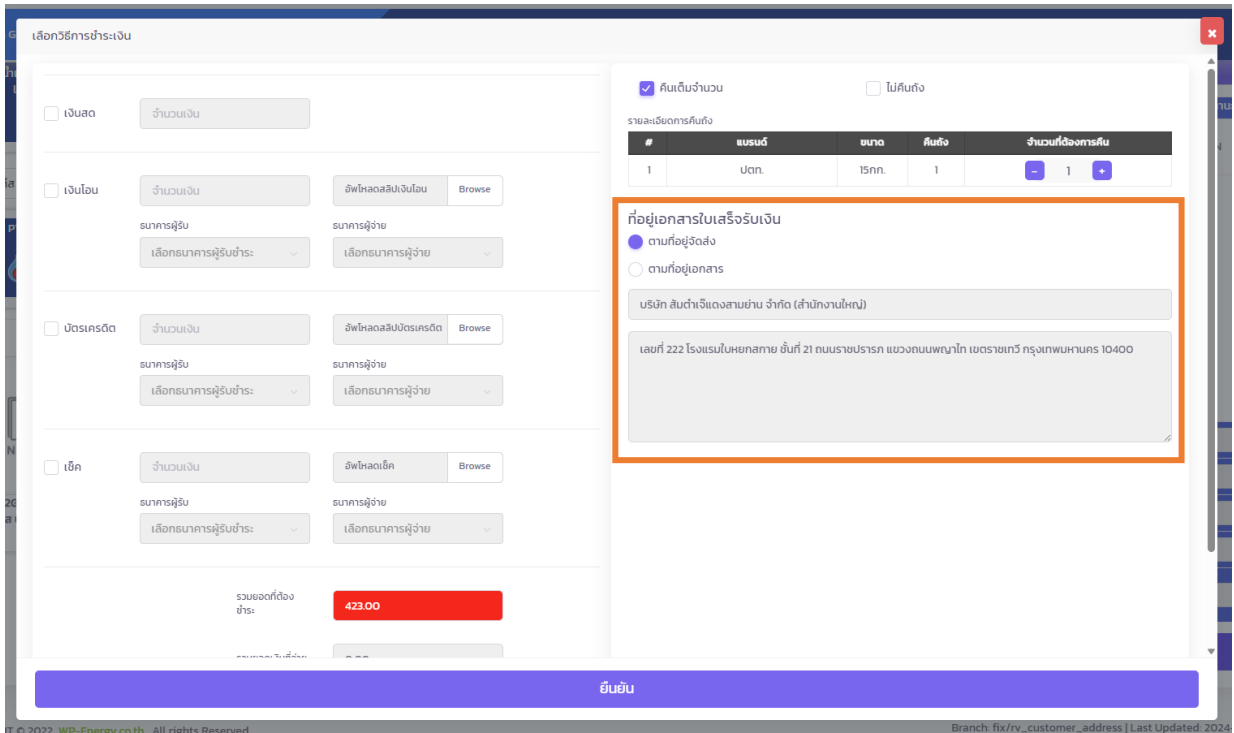 เลือกวิธีการชำระเงิน
เงินสด
จำนวนเงิน
เงินโอน
จำนวนเงิน
อัพโหลดสลิปเงินโอน Browse
ธนาคารผู้รับ
ธนาคารผู้จ่าย
เลือกธนาคารผู้รับชำระ
เลือกธนาคารผู้จ่าย
บัตรเครดิต
จำนวนเงิน
อัพโหลดสลิปบัตรเครดิต Browse
ธนาคารผู้รับ
ธนาคารผู้จ่าย
เลือกธนาคารผู้รับชำระ
เลือกธนาคารผู้จ่าย
เช็ค
จำนวนเงิน
อัพโหลดเช็ค Browse
ธนาคารผู้รับ
ธนาคารผู้จ่าย
เลือกธนาคารผู้รับชำระ
เลือกธนาคารผู้จ่าย
รวมยอดที่ต้อง
ชำระ
423.00
คืนเต็มจำนวน
ไม่คืนถัง
รายละเอียดการคืนถัง
# แบรนด์ ขนาด คืนถัง จำนวนที่ต้องการคืน
1 ปตท. 15กก. 1 - 1 +
ที่อยู่เอกสารใบเสร็จรับเงิน
ตามที่อยู่จัดส่ง
ตามที่อยู่เอกสาร
บริษัท ส้มตำเจ๊แดงสามย่าน จำกัด (สำนักงานใหญ่)
เลขที่ 222 โรงแรมใบหยกสกาย ชั้นที่ 21 ถนนราชปรารภ แขวงถนนพญาไท เขตราชเทวี กรุงเทพมหานคร 10400
ยืนยัน
© 2022 WP-Energy.co.th All rights Reserved
Branch: fix/rv_customer_address | Last Updated: 2024-